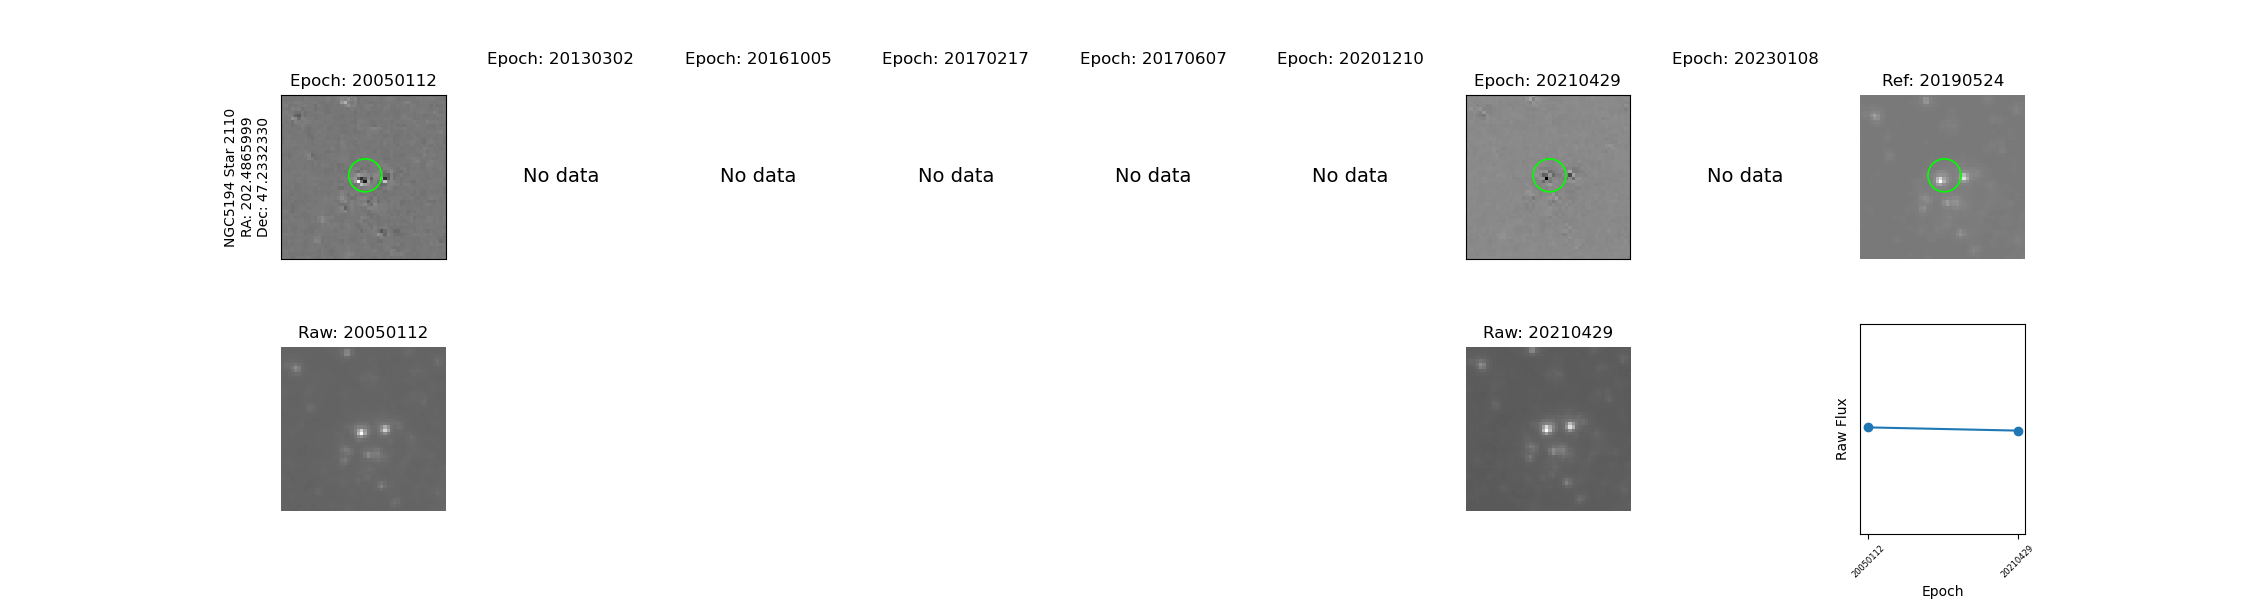 Epoch: 20050112
Epoch: 20130302
Epoch: 20161005
Epoch: 20170217
Epoch: 20170607
Epoch: 20201210
Epoch: 20210429
Epoch: 20230108
Ref: 20190524
NGC5194 Star 2110
RA: 202.4865999
Dec: 47.2332330
No data
No data
No data
No data
No data
No data
Raw: 20050112
Raw: 20210429
Raw Flux
20050112
20210429
Epoch